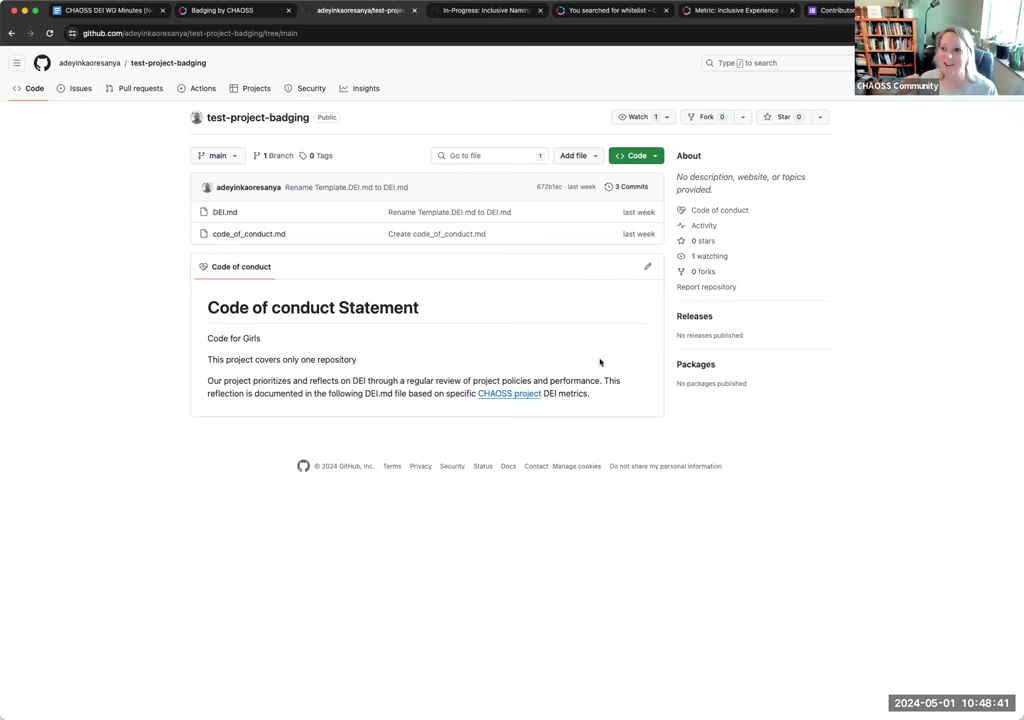 CHAOSS DEI WG Minutes (No
Badging by CHAOSS
adeyinkaoresanya/test-projec
In-Progress: Inclusive Naming
You searched for whitelist – C
Metric: Inclusive Experience a
Contributor
github.com/adeyinkaoresanya/test-project-badging/tree/main
adeyinkaoresanya / test-project-badging
Type / to search
CHAOSS Community
Code
Issues
Pull requests
Actions
Projects
Security
Insights
test-project-badging Public
Watch 1
Fork 0
Star 0
main
1 Branch
0 Tags
Go to file t
Add file
Code
adeyinkaoresanya Rename Template.DEI.md to DEI.md 672b1ec · last week 3 Commits
DEI.md Rename Template.DEI.md to DEI.md last week
code_of_conduct.md Create code_of_conduct.md last week
Code of conduct
Code of conduct Statement
Code for Girls
This project covers only one repository
Our project prioritizes and reflects on DEI through a regular review of project policies and performance. This
reflection is documented in the following DEI.md file based on specific CHAOSS project DEI metrics.
About
No description, website, or topics
provided.
Code of conduct
Activity
0 stars
1 watching
0 forks
Report repository
Releases
No releases published
Packages
No packages published
© 2024 GitHub, Inc. Terms Privacy Security Status Docs Contact Manage cookies Do not share my personal information
2024-05-01 10:48:41